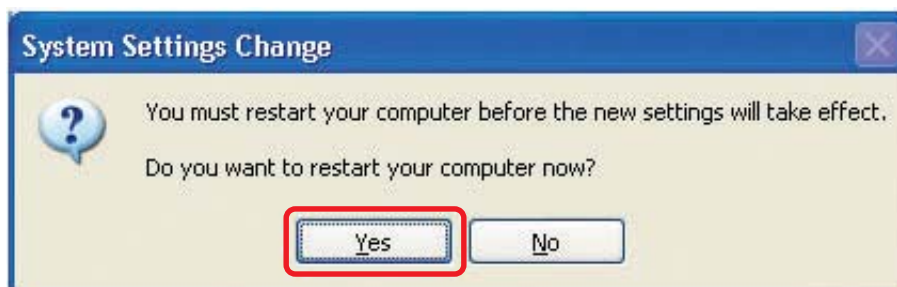 System Settings Change
You must restart your computer before the new settings will take effect.
Do you want to restart your computer now?
Yes No